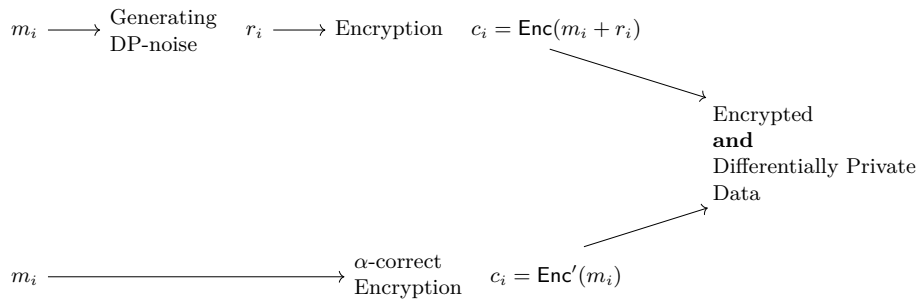 m_i Generating DP-noise r_i Encryption c_i = Enc(m_i + r_i)
Encrypted
and
Differentially Private
Data
m_i α-correct Encryption c_i = Enc′(m_i)